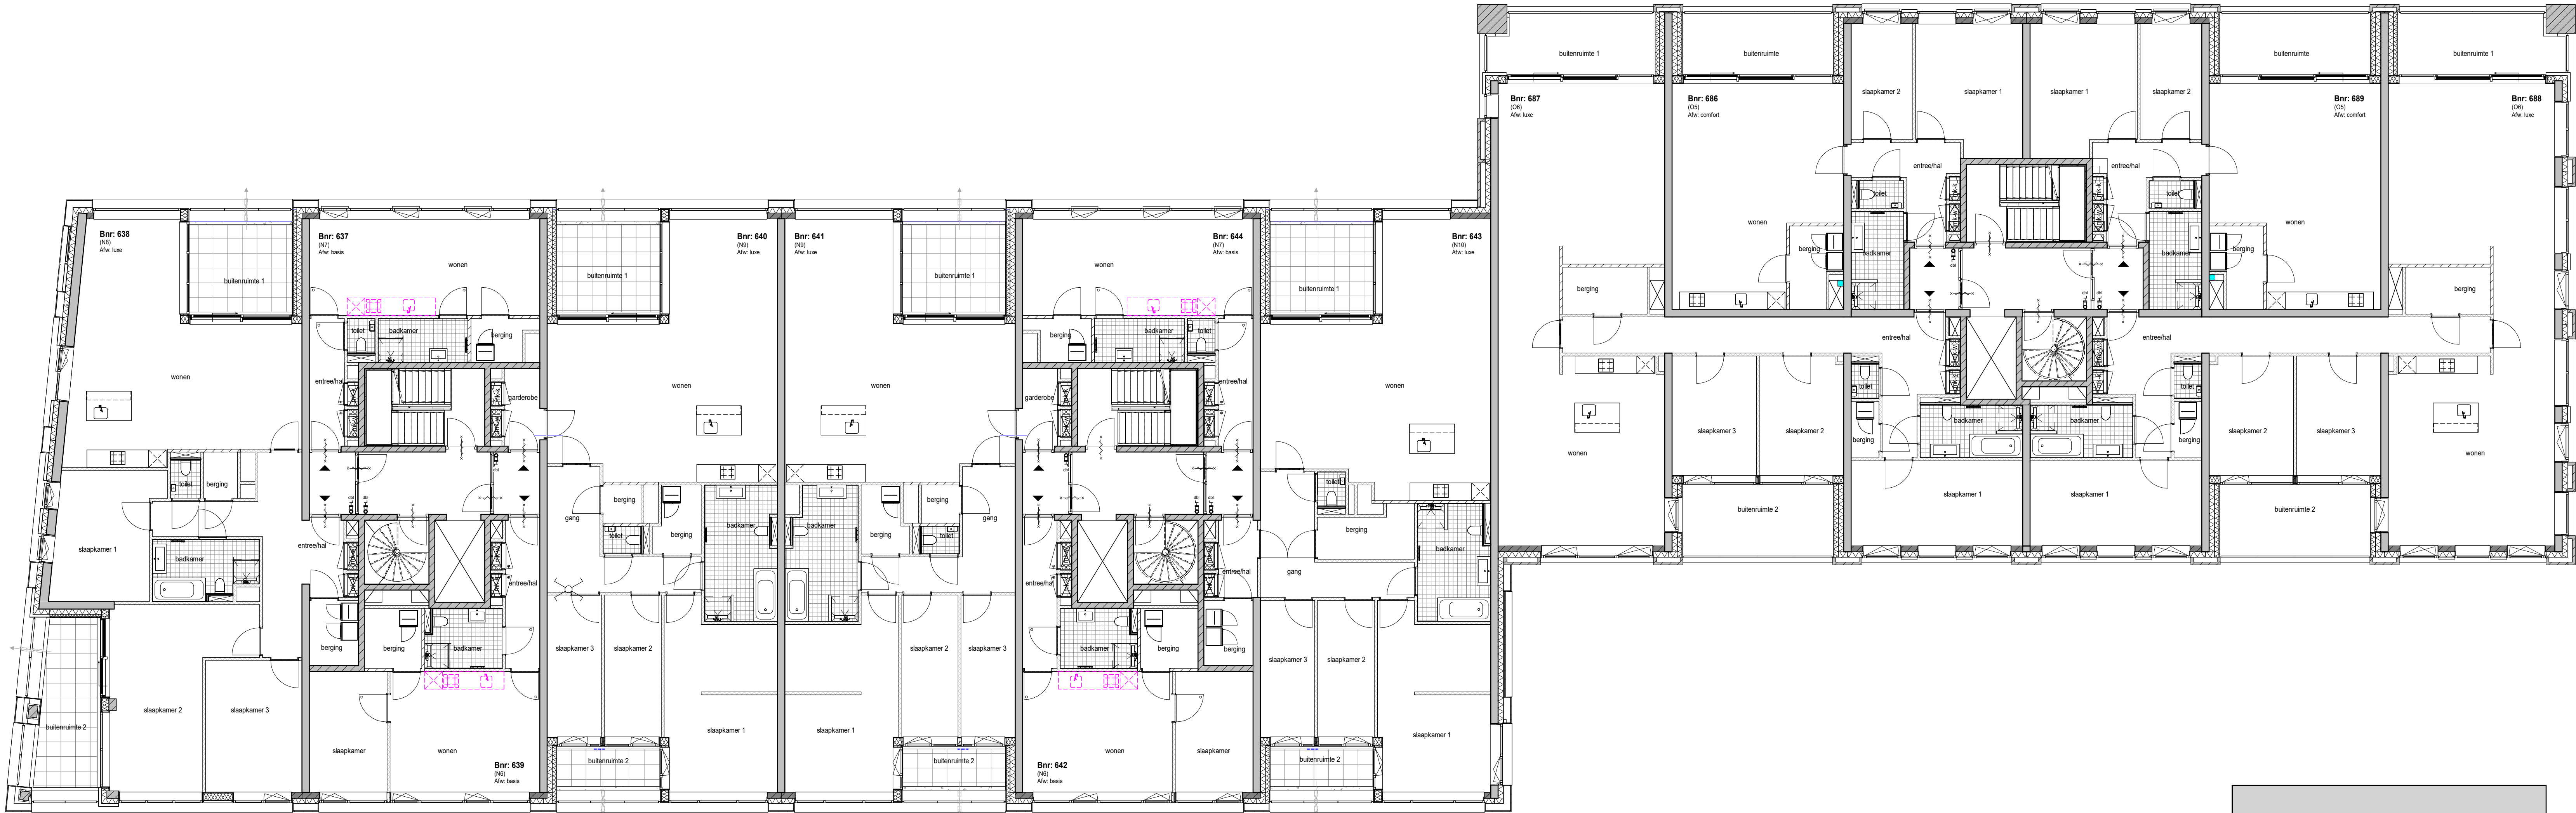 buitenruimte 1
buitenruimte
buitenruimte
buitenruimte 1
Bnr: 687
(O6)
Afw: luxe
Bnr: 686
(O5)
Afw: comfort
slaapkamer 2
slaapkamer 1
slaapkamer 1
slaapkamer 2
Bnr: 689
(O5)
Afw: comfort
Bnr: 688
(O6)
Afw: luxe
entree/hal
entree/hal
toilet
toilet
wonen
wonen
berging
badkamer
badkamer
berging
berging
berging
entree/hal
entree/hal
toilet
toilet
slaapkamer 3
slaapkamer 2
berging
badkamer
badkamer
berging
slaapkamer 2
slaapkamer 3
wonen
wonen
slaapkamer 1
slaapkamer 1
buitenruimte 2
buitenruimte 2
Bnr: 638
(N8)
Afw: luxe
Bnr: 637
(N7)
Afw: basis
Bnr: 640
(N9)
Afw: luxe
Bnr: 641
(N9)
Afw: luxe
Bnr: 644
(N7)
Afw: basis
Bnr: 643
(N10)
Afw: luxe
buitenruimte 1
wonen
buitenruimte 1
buitenruimte 1
wonen
buitenruimte 1
toilet
badkamer
berging
berging
badkamer
toilet
wonen
entree/hal
garderobe
wonen
wonen
garderobe
entree/hal
wonen
toilet
berging
berging
berging
toilet
gang
gang
badkamer
badkamer
berging
slaapkamer 1
badkamer
entree/hal
toilet
berging
berging
toilet
badkamer
entree/hal
entree/hal
entree/hal
gang
berging
berging
badkamer
slaapkamer 3
slaapkamer 2
slaapkamer 2
slaapkamer 3
badkamer
berging
berging
slaapkamer 3
slaapkamer 2
slaapkamer 2
slaapkamer 3
buitenruimte 2
slaapkamer
wonen
slaapkamer 1
slaapkamer 1
wonen
slaapkamer
slaapkamer 1
Bnr: 639
(N6)
Afw: basis
buitenruimte 2
buitenruimte 2
Bnr: 642
(N6)
Afw: basis
buitenruimte 2